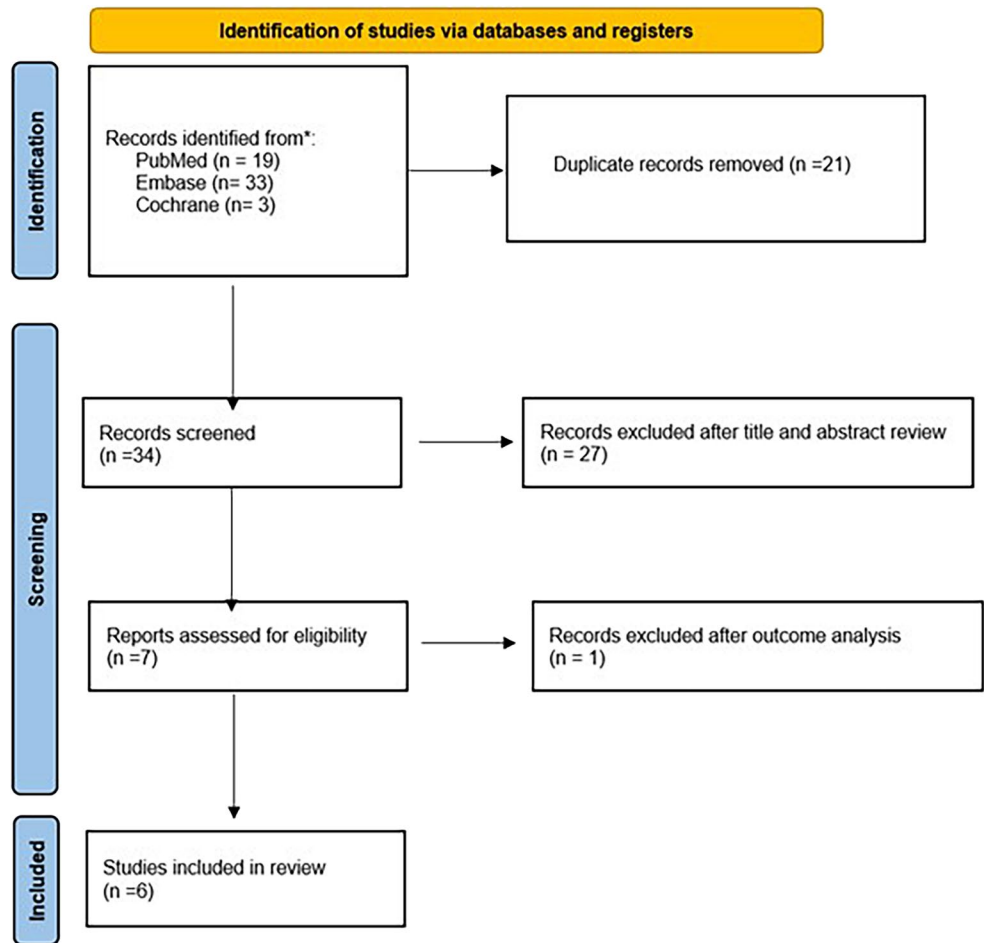 Identification of studies via databases and registers
Identification
Records identified from*:
PubMed (n = 19)
Embase (n= 33)
Cochrane (n= 3)
Duplicate records removed (n =21)
Screening
Records screened
(n =34)
Records excluded after title and abstract review
(n = 27)
Reports assessed for eligibility
(n =7)
Records excluded after outcome analysis
(n = 1)
Included
Studies included in review
(n =6)